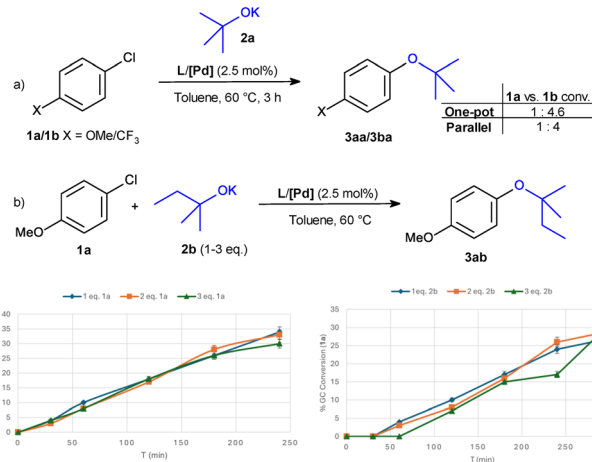 OK
2a
a)
Cl
X
L/[Pd] (2.5 mol%)
Toluene, 60 °C, 3 h
O
X
1a/1b X = OMe/CF3
3aa/3ba
1a vs. 1b conv.
One-pot 1 : 4.6
Parallel 1 : 4
b)
Cl
MeO
1a
+
OK
2b (1-3 eq.)
L/[Pd] (2.5 mol%)
Toluene, 60 °C
O
MeO
3ab
1 eq. 1a 2 eq. 1a 3 eq. 1a
40
35
30
25
20
15
10
5
0
0 50 100 150 200 250
T (min)
1eq. 2b 2 eq. 2b 3 eq. 2b
% GC Conversion (1a)
35
30
25
20
15
10
5
0
0 50 100 150 200
T(min)